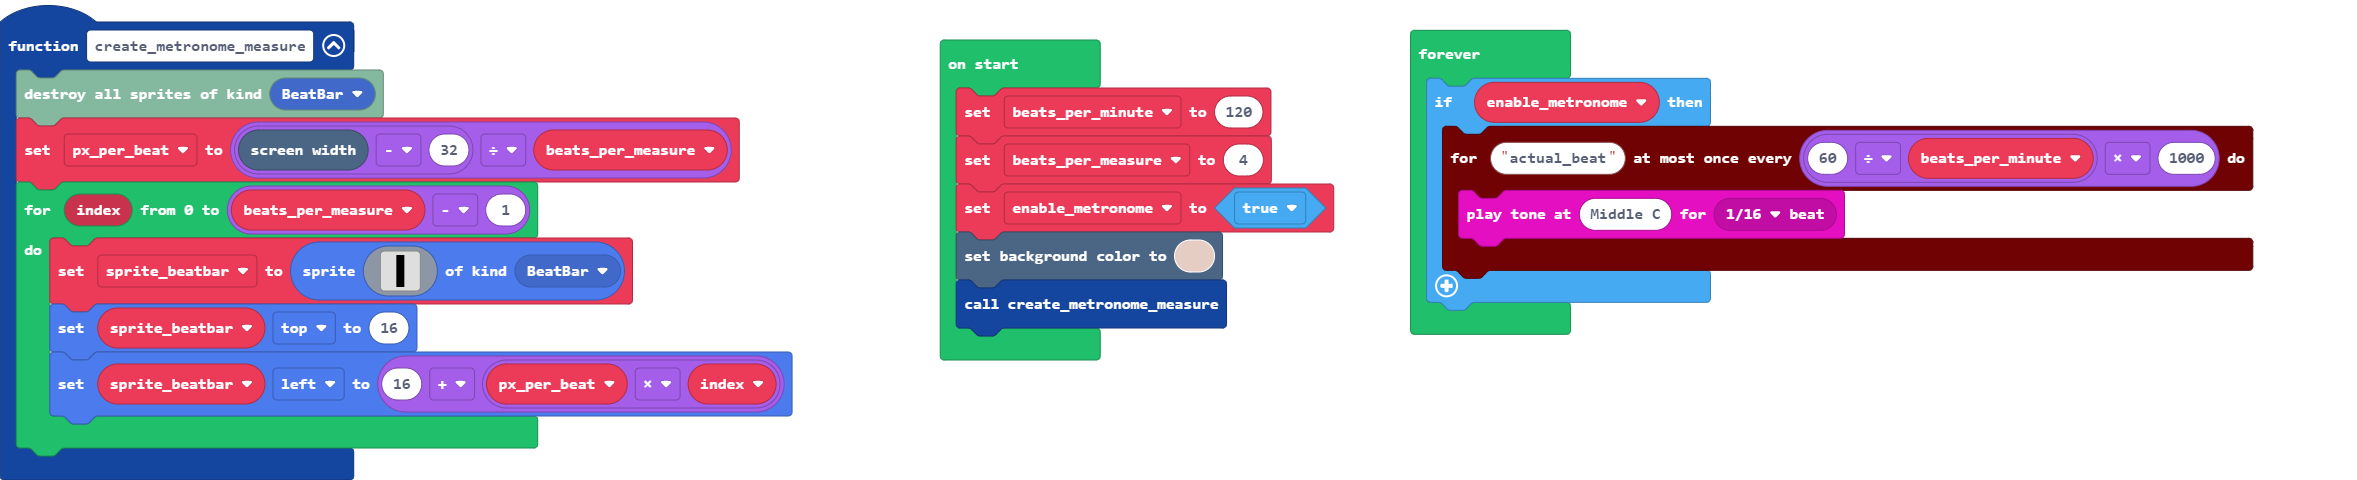 function create_metronome_measure
destroy all sprites of kind BeatBar
set px_per_beat to screen width - 32 ÷ beats_per_measure
for index from 0 to beats_per_measure - 1
do
set sprite_beatbar to sprite of kind BeatBar
set sprite_beatbar top to 16
set sprite_beatbar left to 16 + px_per_beat × index
on start
set beats_per_minute to 120
set beats_per_measure to 4
set enable_metronome to true
set background color to
call create_metronome_measure
forever
if enable_metronome then
for "actual_beat" at most once every 60 ÷ beats_per_minute × 1000 do
play tone at Middle C for 1/16 beat